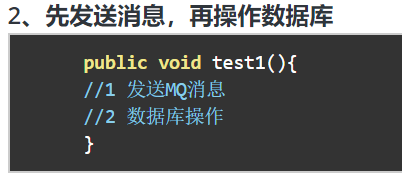 2、先发送消息，再操作数据库
public void test1(){
//1 发送MQ消息
//2 数据库操作
}